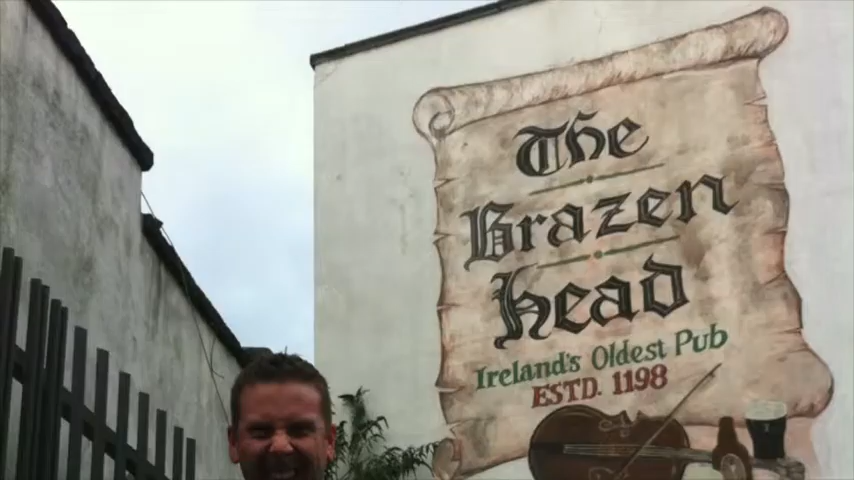 The
Brazen
head
Ireland's Oldest Pub
ESTD. 1198